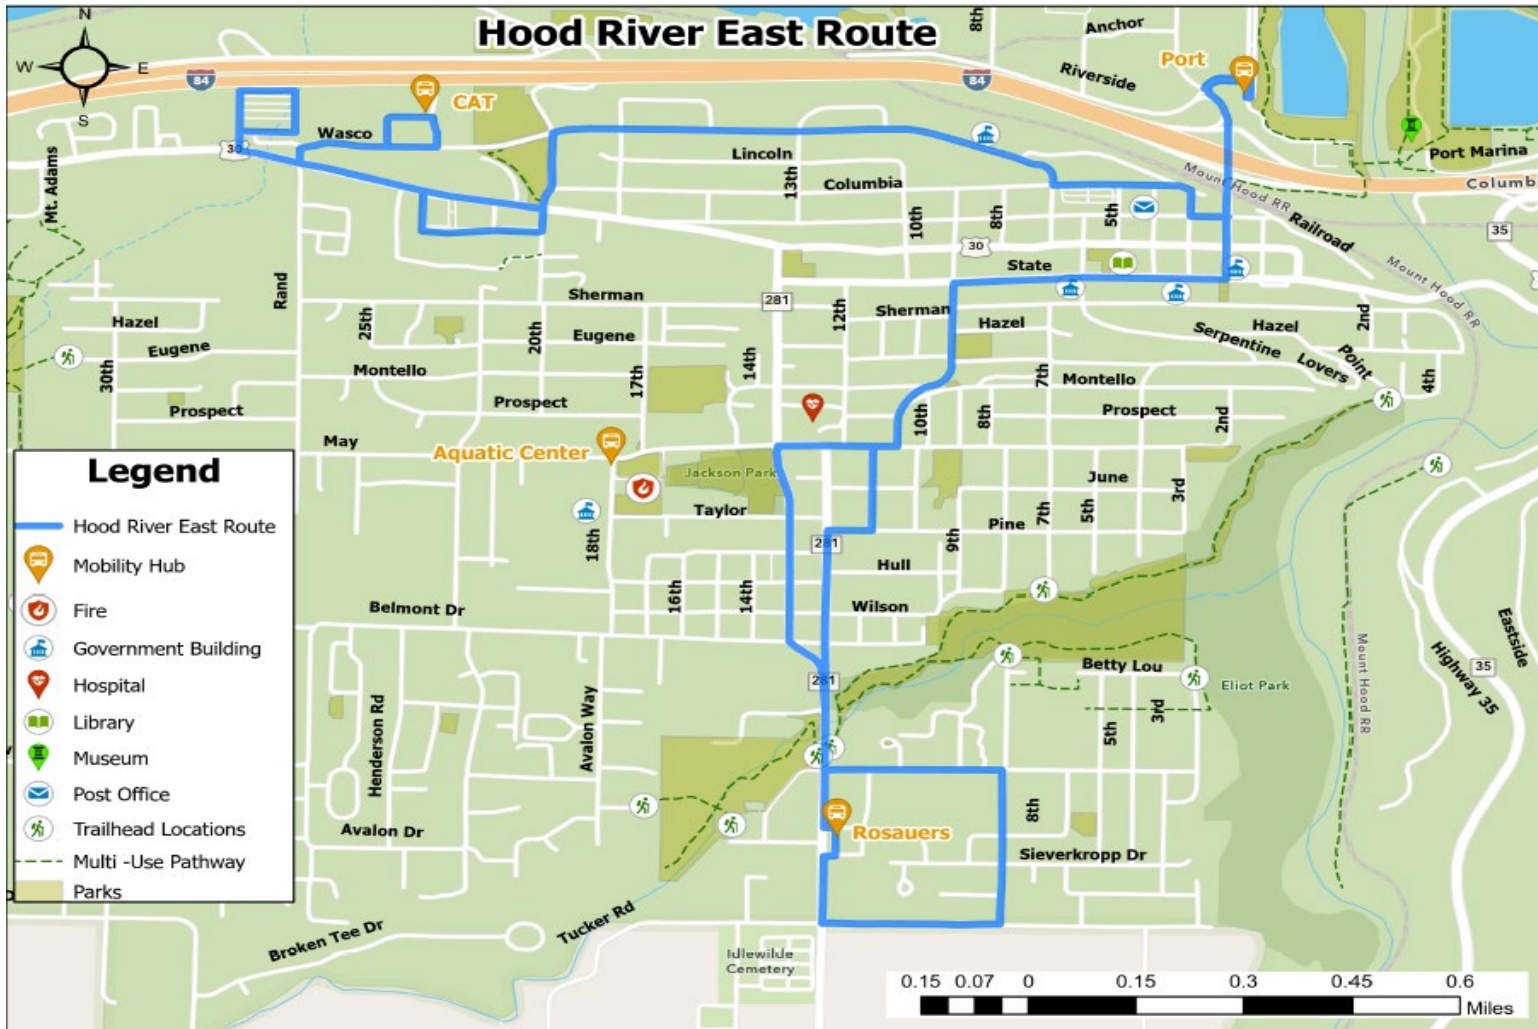 Hood River East Route
N
W
E
S
84
84
8th
Anchor
Riverside
Port
CAT
Wasco
30
Mt. Adams
Lincoln
13th
Columbia
10th
8th
5th
Mount Hood RR
Railroad
Port Marina
Columb
35
30
State
Mount Hood RR
Rand
281
12th
Sherman
Sherman
Hazel
Hazel
Serpentine
Lovers
Point
2nd
4th
Hazel
Eugene
30th
25th
20th
Eugene
Montello
17th
14th
7th
Montello
Prospect
Prospect
10th
8th
Prospect
2nd
May
Aquatic Center
Jackson Park
June
3rd
Taylor
7th
5th
Pine
9th
18th
281
Hull
16th
14th
Wilson
Belmont Dr
281
Betty Lou
Eliot Park
3rd
5th
Mount Hood RR
Highway 35
35
Eastside
Henderson Rd
Avalon Way
Avalon Dr
Rosauers
8th
Sieverkropp Dr
Broken Tee Dr
Tucker Rd
Idlewilde
Cemetery
Legend
Hood River East Route
Mobility Hub
Fire
Government Building
Hospital
Library
Museum
Post Office
Trailhead Locations
Multi -Use Pathway
Parks
0.15 0.07 0 0.15 0.3 0.45 0.6
Miles